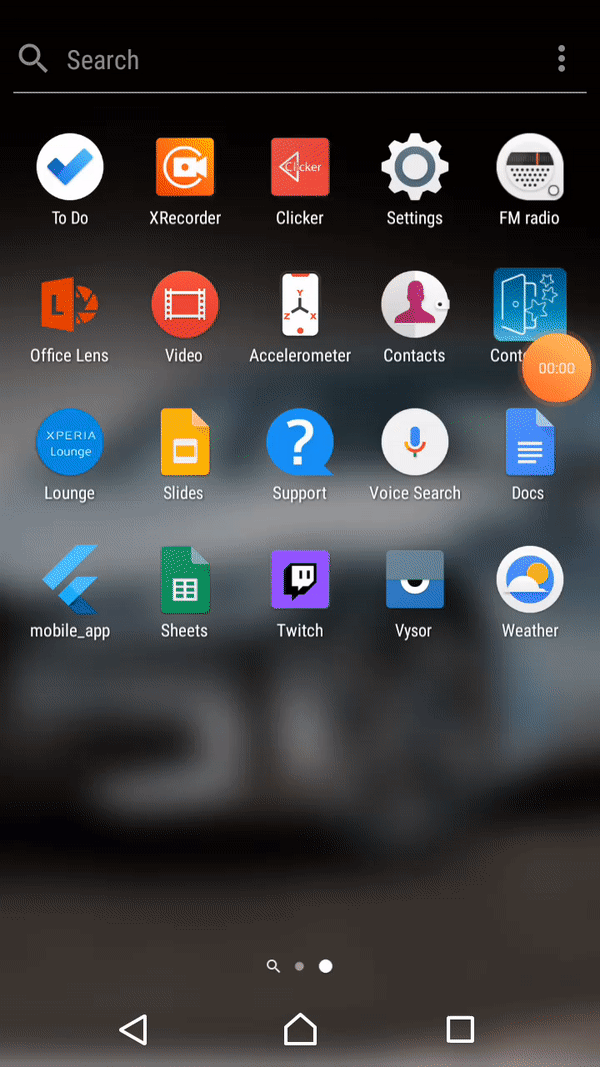 Search
Clicker
To Do
XRecorder
Clicker
Settings
FM radio
L
Y
Z
X
Office Lens
Video
Accelerometer
Contacts
00:00
XPERIA
Lounge
Lounge
Slides
Support
Voice Search
Docs
mobile_app
Sheets
Twitch
Vysor
Weather